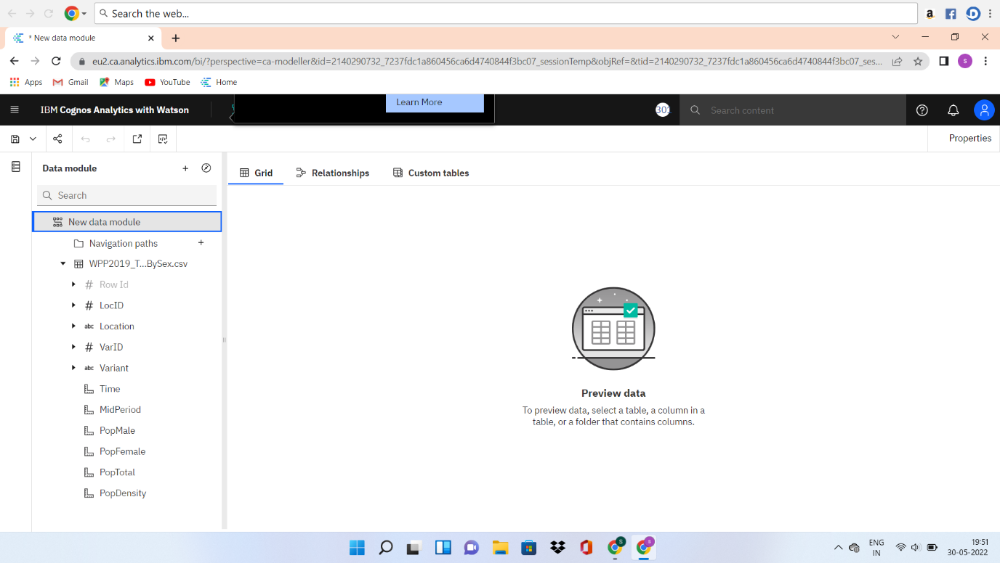 Search the web...
a
* New data module
eu2.ca.analytics.ibm.com/bi/?perspective=ca-modeller&id=2140290732_7237fdc1a860456ca6d4740844f3bc07_sessionTemp&objRef=&tid=2140290732_7237fdc1a860456ca6d4740844f3bc07_ses...
S
Apps
Gmail
Maps
YouTube
Home
Learn More
IBM Cognos Analytics with Watson
301
Search content
Properties
Data module
Grid
Relationships
Custom tables
Search
New data module
Navigation paths
WPP2019_T...BySex.csv
# Row Id
# LocID
abc Location
# VarID
abc Variant
Time
MidPeriod
PopMale
PopFemale
PopTotal
PopDensity
Preview data
To preview data, select a table, a column in a
table, or a folder that contains columns.
ENG
IN
19:51
30-05-2022